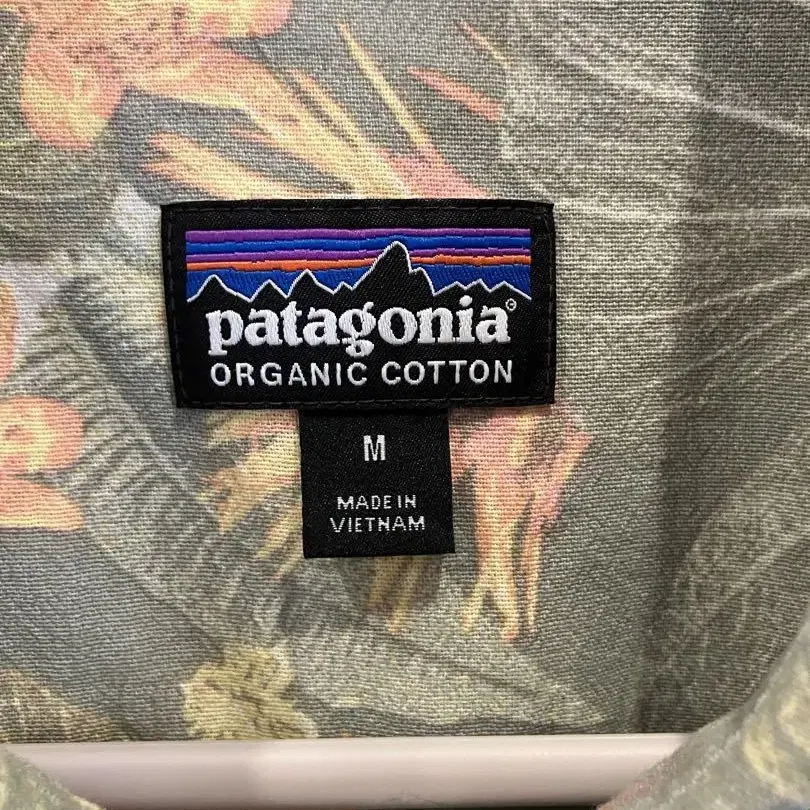 patagonia®
ORGANIC COTTON
M
MADE IN
VIETNAM